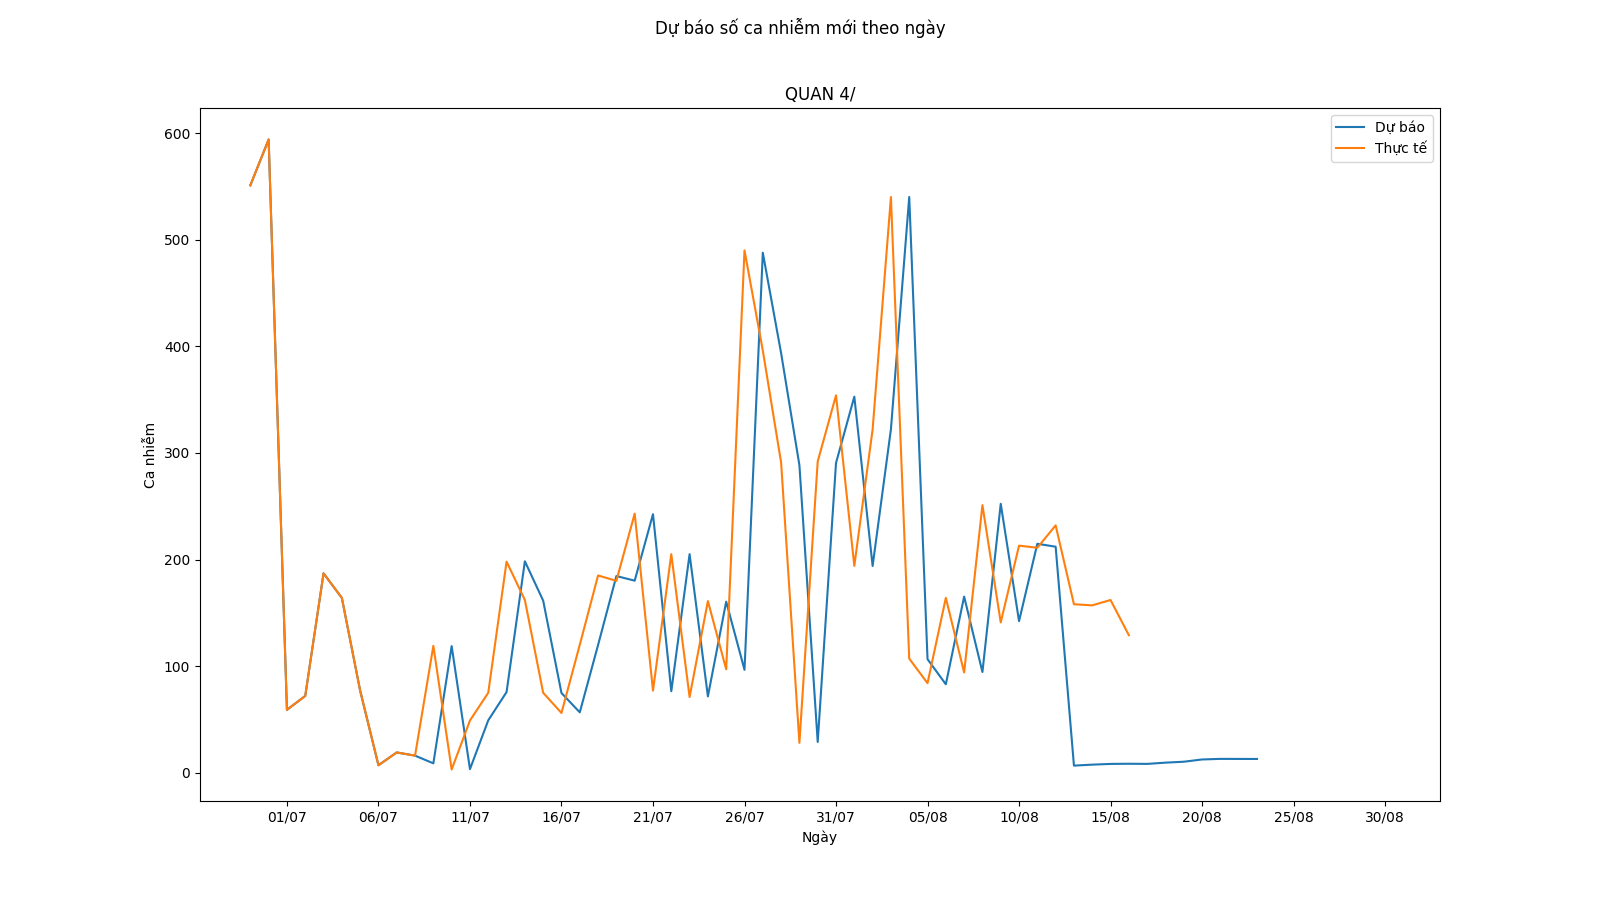 Dự báo số ca nhiễm mới theo ngày
QUAN 4/
Dự báo
Thực tế
600
500
400
300
200
100
0
Ca nhiễm
01/07 06/07 11/07 16/07 21/07 26/07 31/07 05/08 10/08 15/08 20/08 25/08 30/08
Ngày